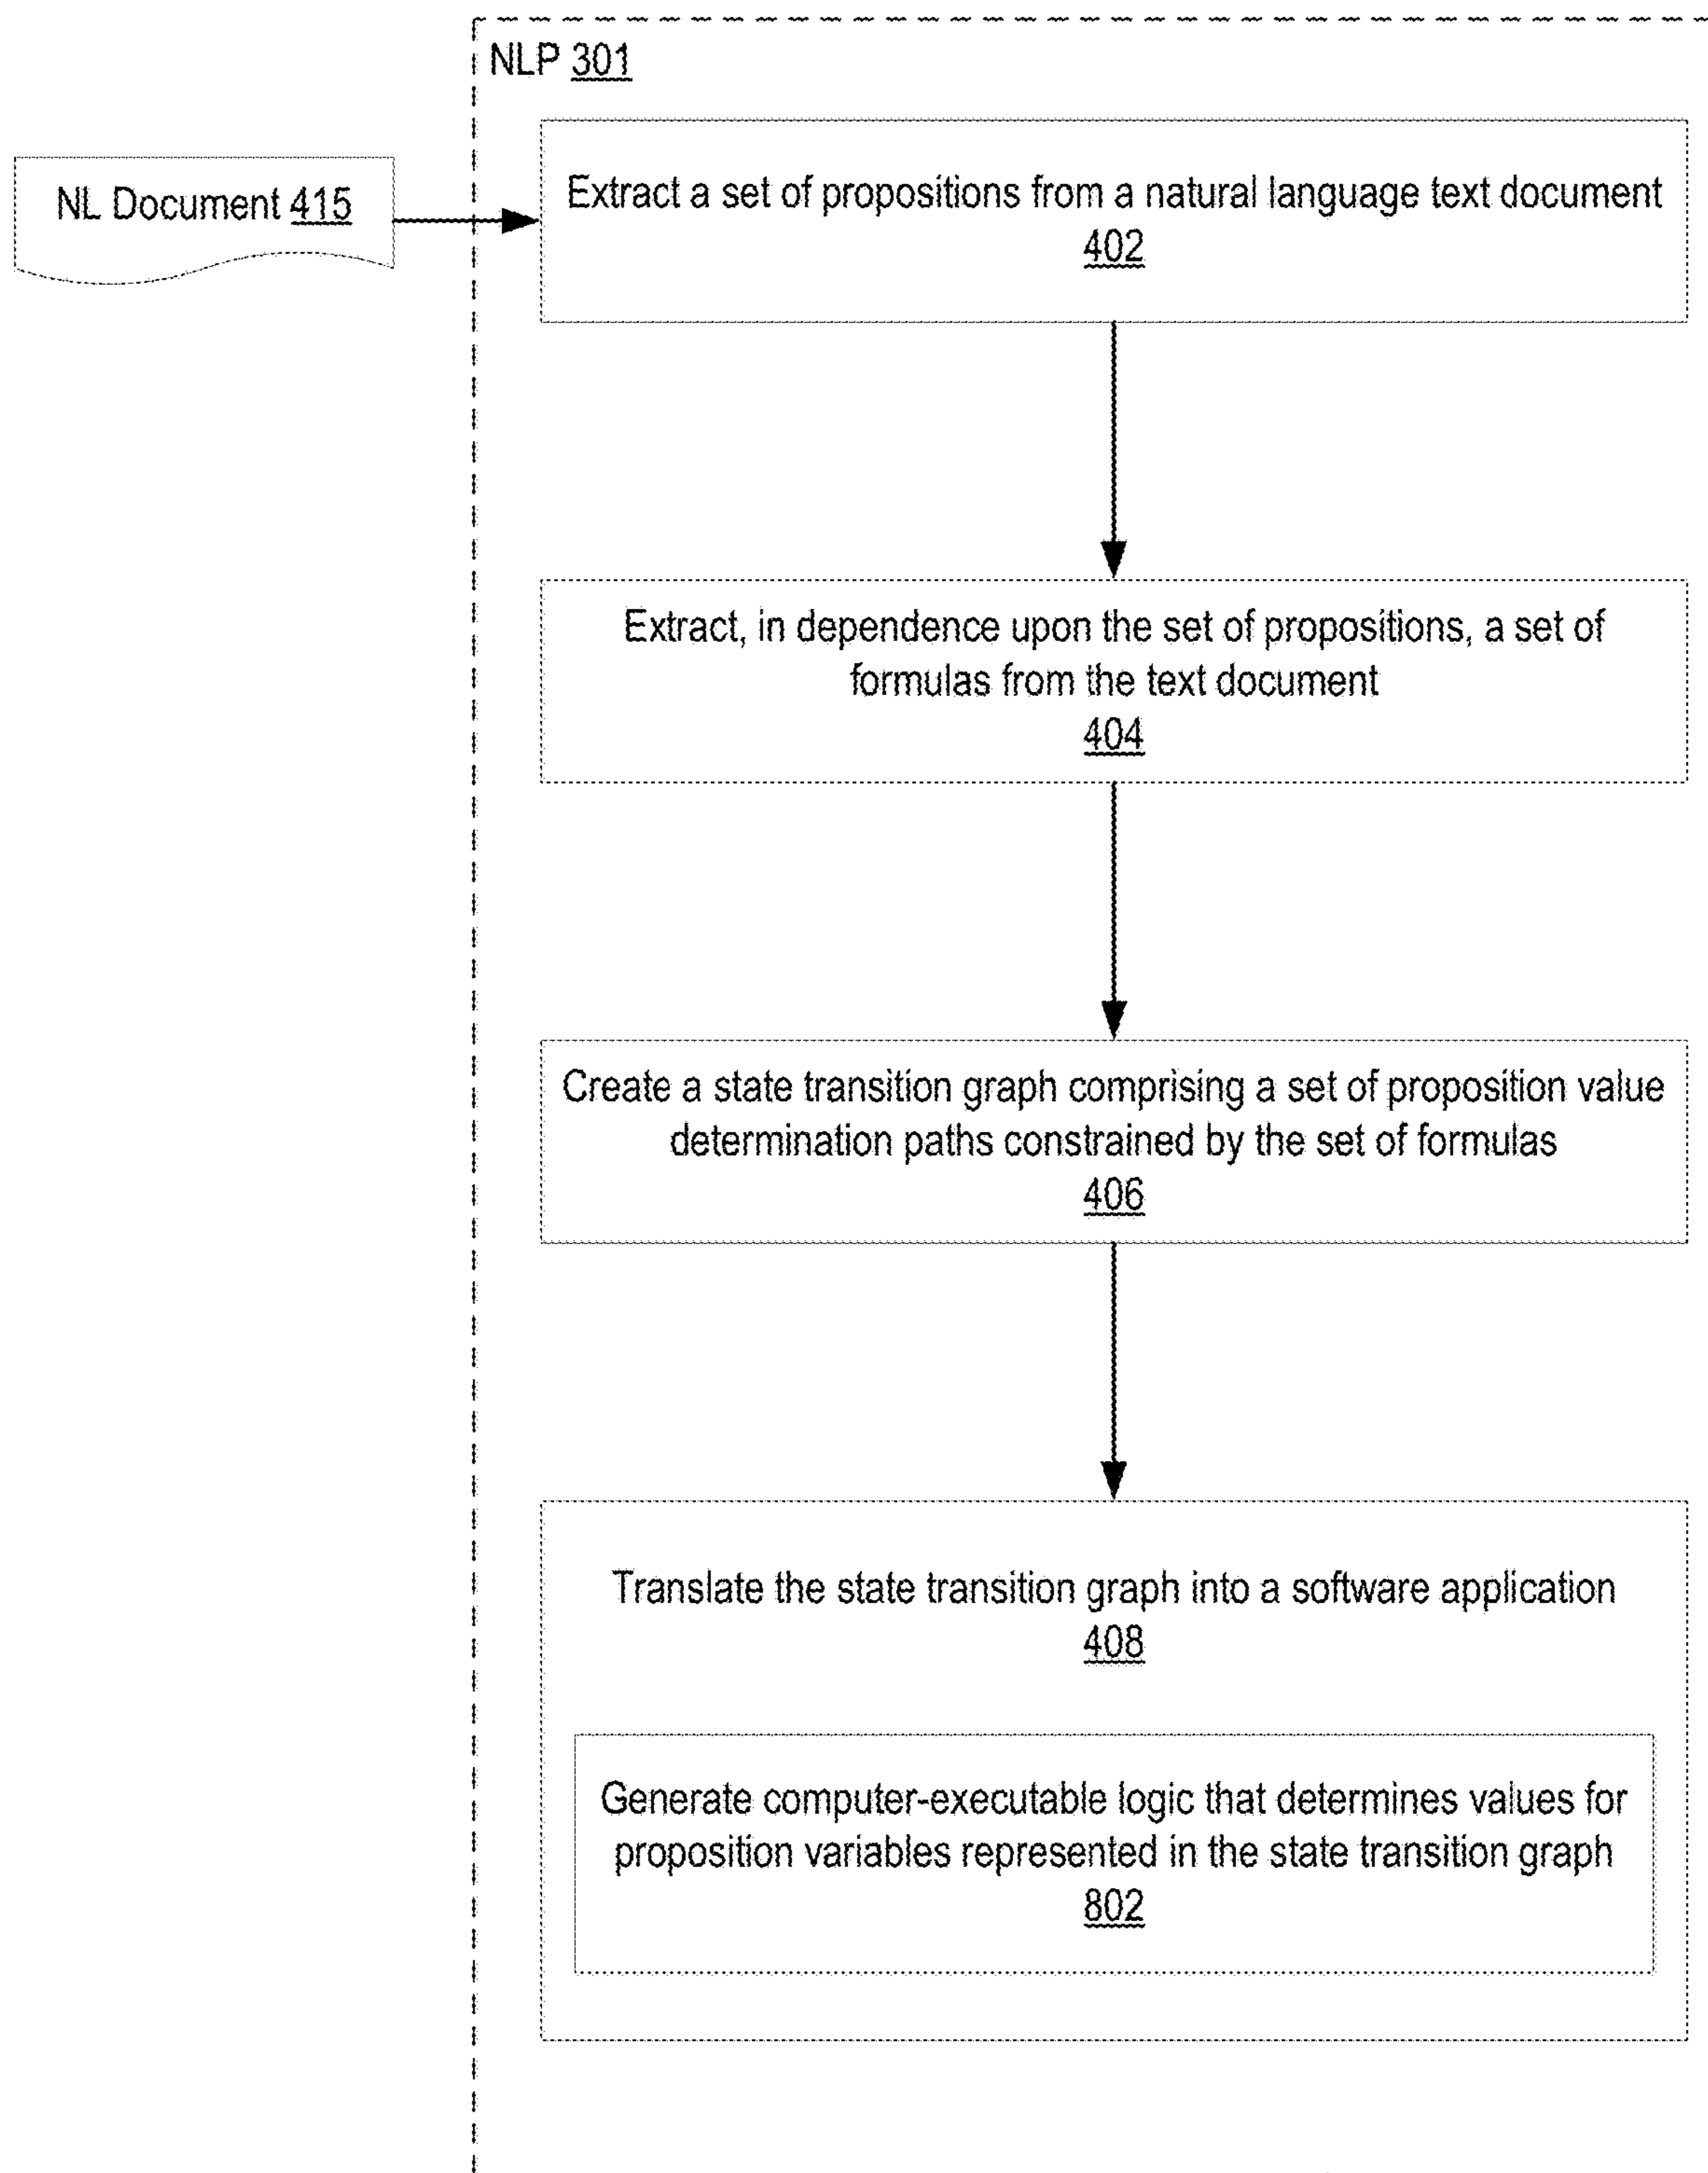 NLP 301
NL Document 415
Extract a set of propositions from a natural language text document
402
Extract, in dependence upon the set of propositions, a set of
formulas from the text document
404
Create a state transition graph comprising a set of proposition value
determination paths constrained by the set of formulas
406
Translate the state transition graph into a software application
408
Generate computer-executable logic that determines values for
proposition variables represented in the state transition graph
802